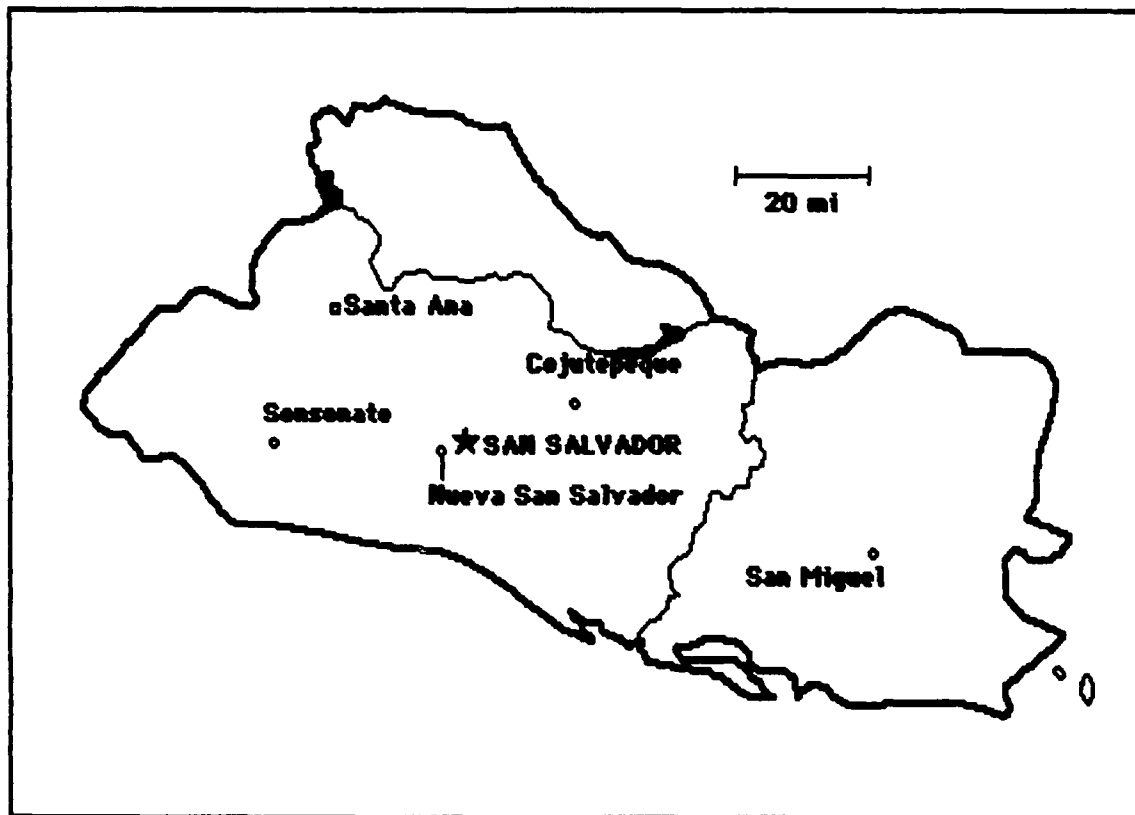 20 mi
Santa Ana
Cojutepeque
Sonsonate
SAN SALVADOR
Nueva San Salvador
San Miguel